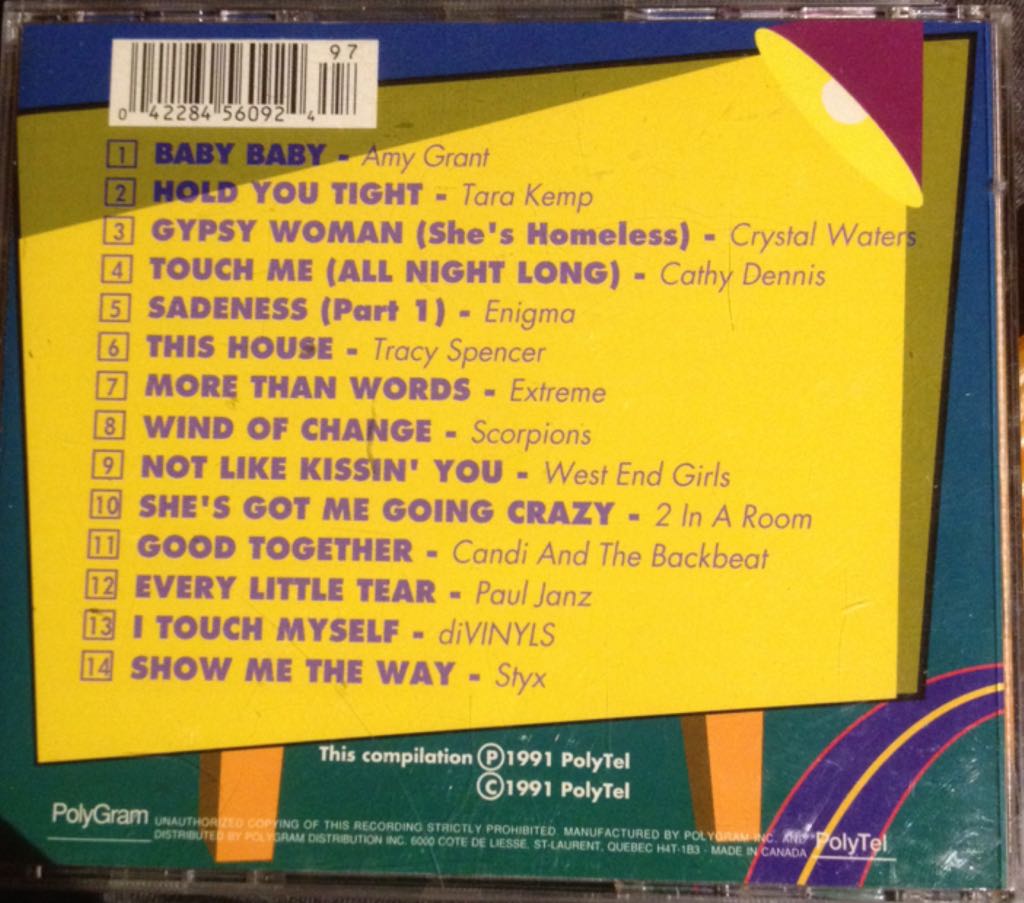 97
0 42284 56092 4
1 BABY BABY - Amy Grant
2 HOLD YOU TIGHT - Tara Kemp
3 GYPSY WOMAN (She's Homeless) - Crystal Waters
4 TOUCH ME (ALL NIGHT LONG) - Cathy Dennis
5 SADENESS (Part 1) - Enigma
6 THIS HOUSE - Tracy Spencer
7 MORE THAN WORDS - Extreme
8 WIND OF CHANGE - Scorpions
9 NOT LIKE KISSIN' YOU - West End Girls
10 SHE'S GOT ME GOING CRAZY - 2 In A Room
11 GOOD TOGETHER - Candi And The Backbeat
12 EVERY LITTLE TEAR - Paul Janz
13 I TOUCH MYSELF - diVINYLS
14 SHOW ME THE WAY - Styx
This compilation Ⓟ1991 PolyTel
©1991 PolyTel
PolyGram UNAUTHORIZED COPYING OF THIS RECORDING STRICTLY PROHIBITED. MANUFACTURED BY POLYGRAM INC. AND PolyTel
DISTRIBUTED BY POLYGRAM DISTRIBUTION INC. 6000 COTE DE LIESSE, ST-LAURENT, QUEBEC H4T-1B3 - MADE IN CANADA